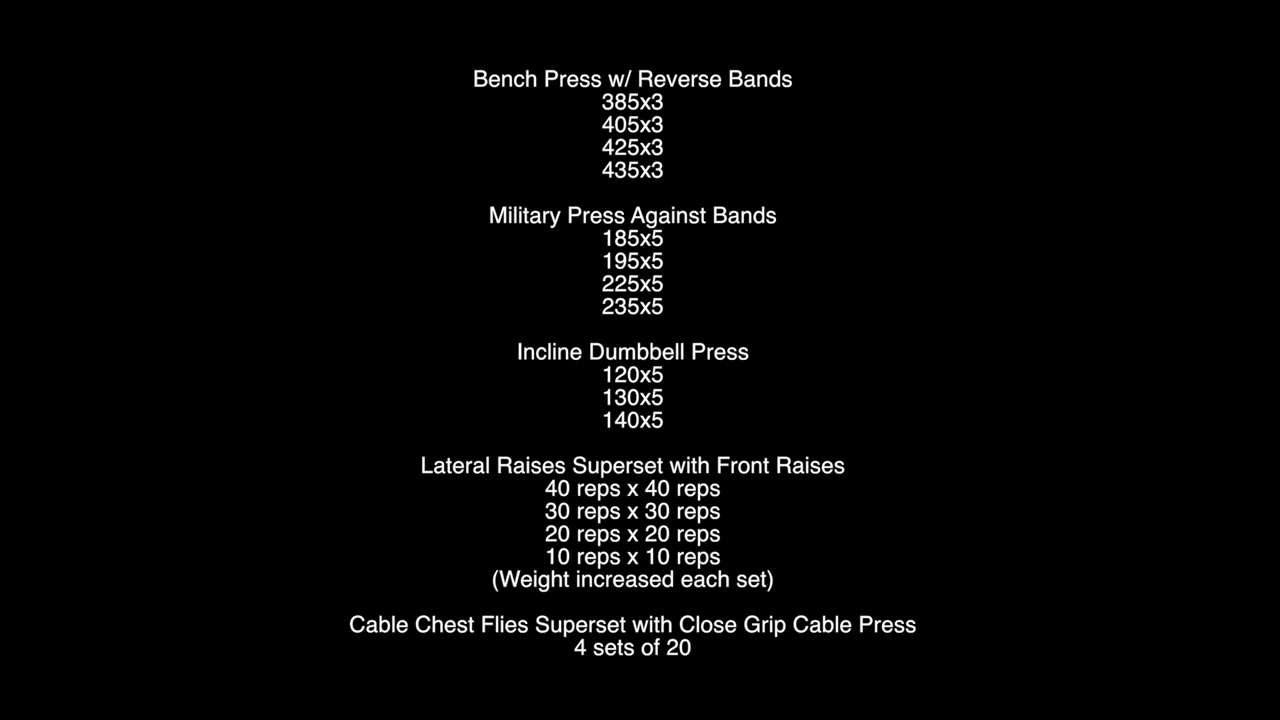 Bench Press w/ Reverse Bands
385x3
405x3
425x3
435x3
Military Press Against Bands
185x5
195x5
225x5
235x5
Incline Dumbbell Press
120x5
130x5
140x5
Lateral Raises Superset with Front Raises
40 reps x 40 reps
30 reps x 30 reps
20 reps x 20 reps
10 reps x 10 reps
(Weight increased each set)
Cable Chest Flies Superset with Close Grip Cable Press
4 sets of 20